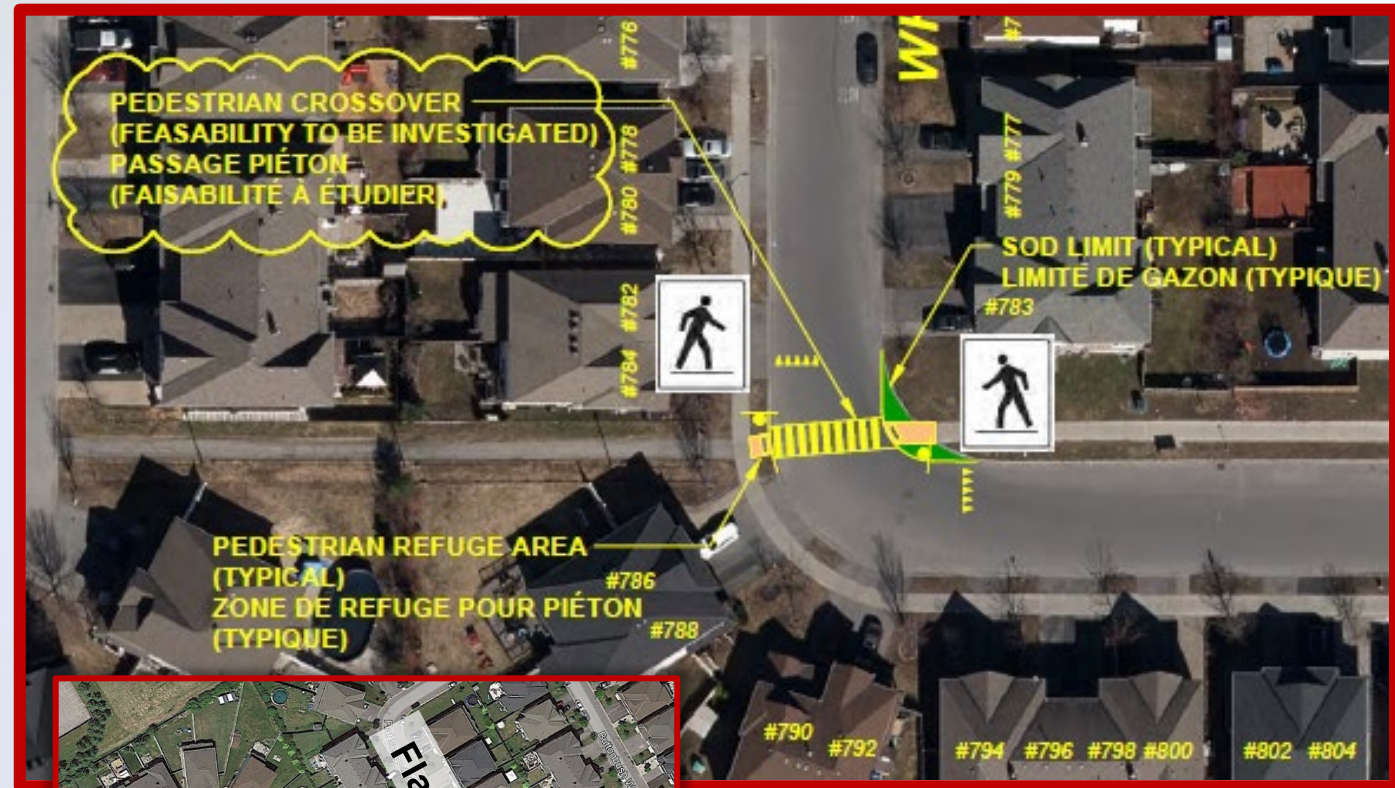 PEDESTRIAN CROSSOVER
(FEASABILITY TO BE INVESTIGATED)
PASSAGE PIÉTON
(FAISABILITÉ À ÉTUDIER)
#776
#778
#780
#782
#784
#779 #777
SOD LIMIT (TYPICAL)
LIMITE DE GAZON (TYPIQUE)
#783
PEDESTRIAN REFUGE AREA
(TYPICAL)
ZONE DE REFUGE POUR PIÉTON
(TYPIQUE)
#786
#788
#790
#792
#794 #796 #798 #800
#802 #804